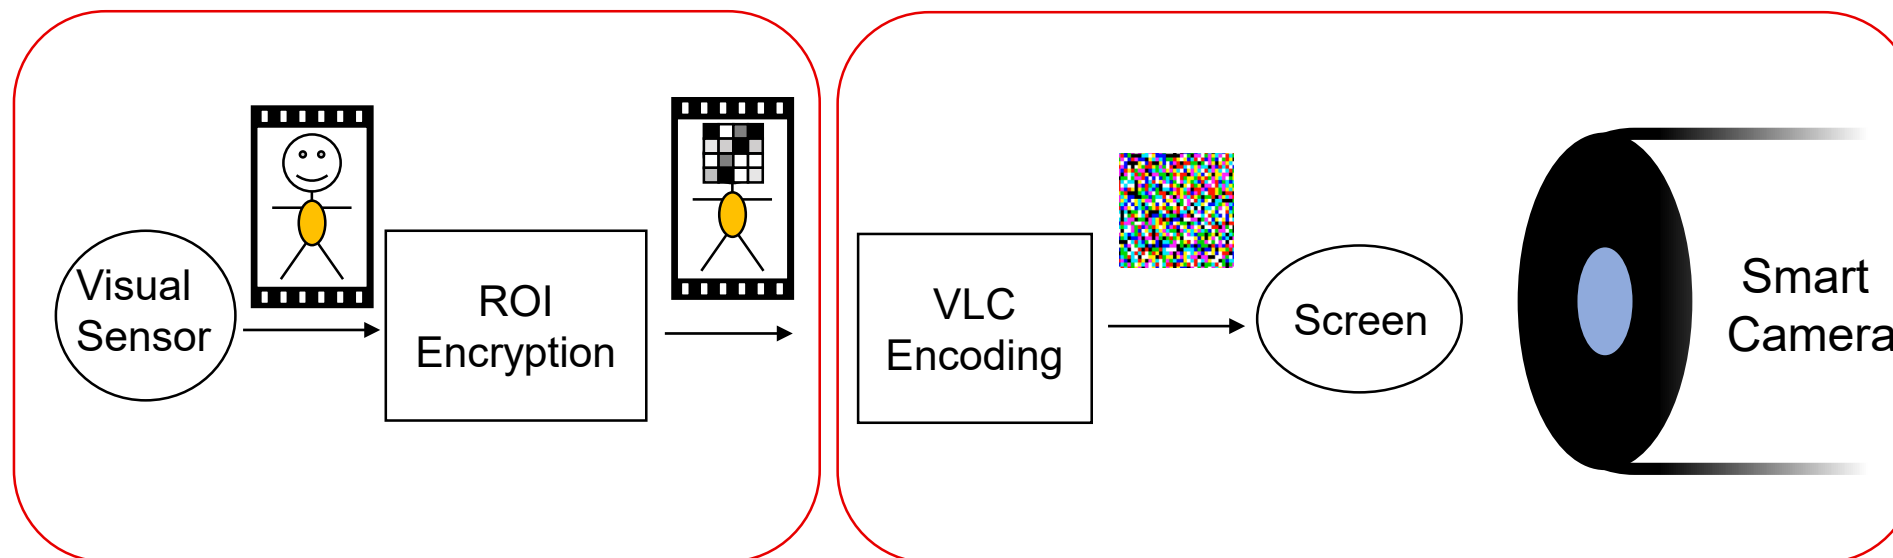 Visual
Sensor
ROI
Encryption
VLC
Encoding
Screen
Smart
Camera